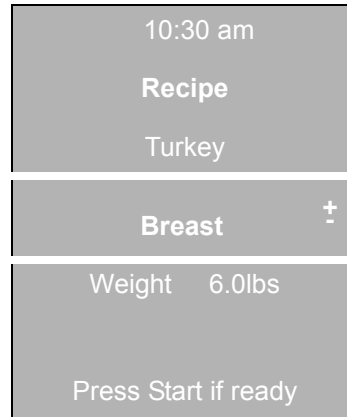 10:30 am
Recipe
Turkey
+
Breast
-
Weight 6.0lbs
Press Start if ready